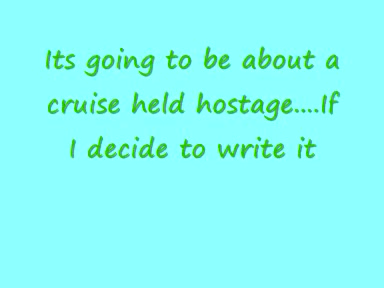 Its going to be about a
cruise held hostage....If
I decide to write it